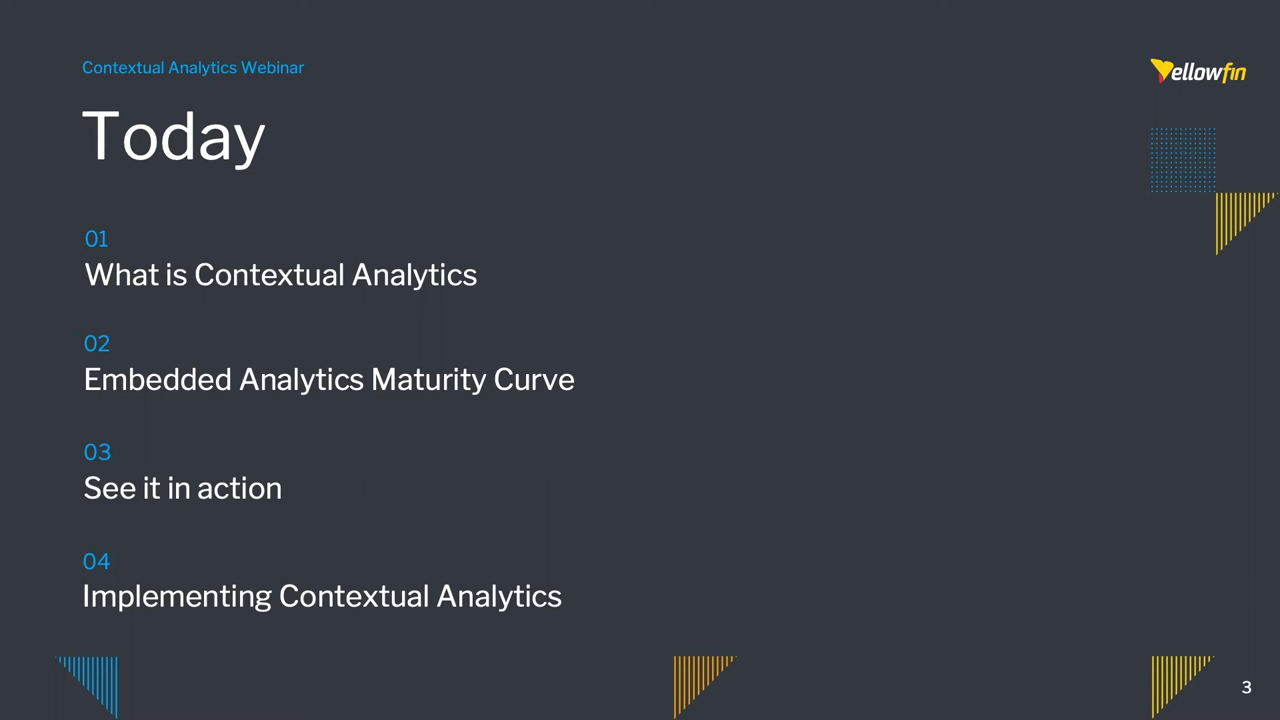 Contextual Analytics Webinar
Yellowfin
Today
01
What is Contextual Analytics
02
Embedded Analytics Maturity Curve
03
See it in action
04
Implementing Contextual Analytics
3